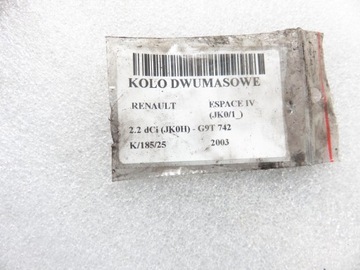 KOLO DWUMASOWE
RENAULT ESPACE IV
(JK0/1_)
2.2 dCi (JK0H) - G9T 742
K/185/25 2003